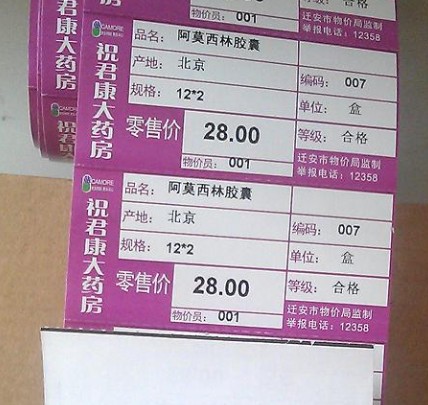 合格
物价员: 001
迁安市物价局监制
举报电话: 12358
CAMORE
祝君康大药房
品名: 阿莫西林胶囊
产地: 北京
编码: 007
规格: 12*2
单位: 盒
零售价 28.00
等级: 合格
物价员: 001
迁安市物价局监制
举报电话: 12358
CAMORE
祝君康大药房
品名: 阿莫西林胶囊
产地: 北京
编码: 007
规格: 12*2
单位: 盒
零售价 28.00
等级: 合格
物价员: 001
迁安市物价局监制
举报电话: 12358